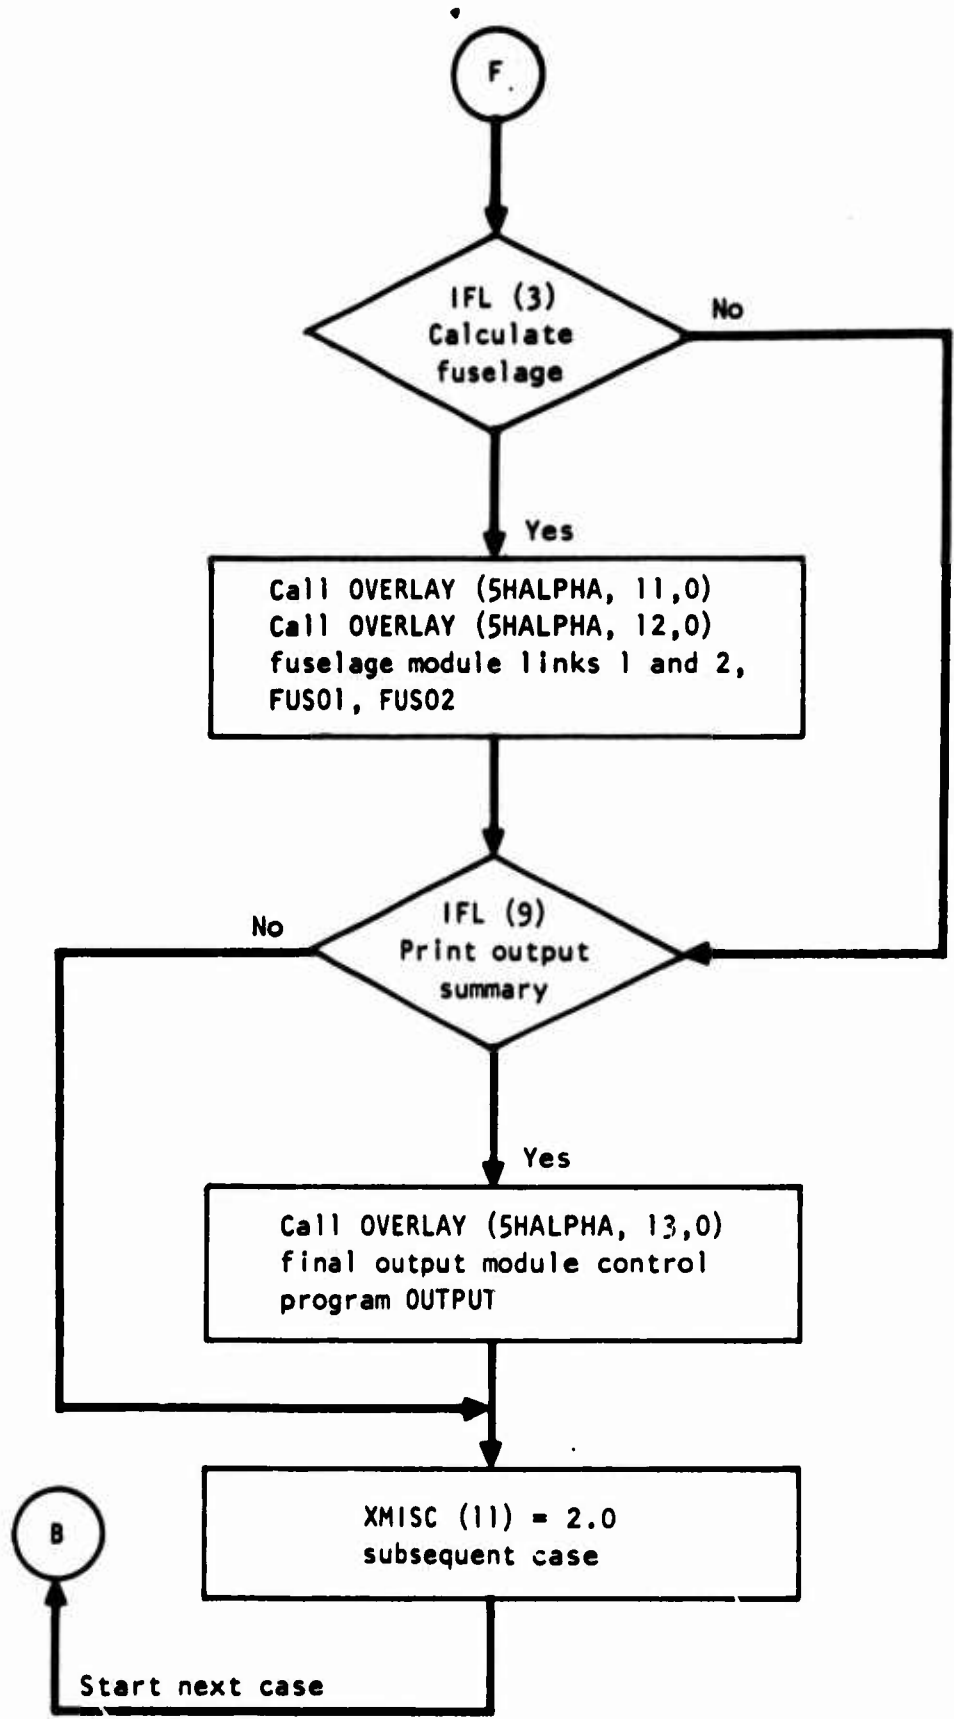 F
IFL (3)
Calculate
fuselage
No
Yes
Call OVERLAY (5HALPHA, 11,0)
Call OVERLAY (5HALPHA, 12,0)
fuselage module links 1 and 2,
FUS01, FUS02
IFL (9)
Print output
summary
No
Yes
Call OVERLAY (5HALPHA, 13,0)
final output module control
program OUTPUT
XMISC (11) = 2.0
subsequent case
B
Start next case